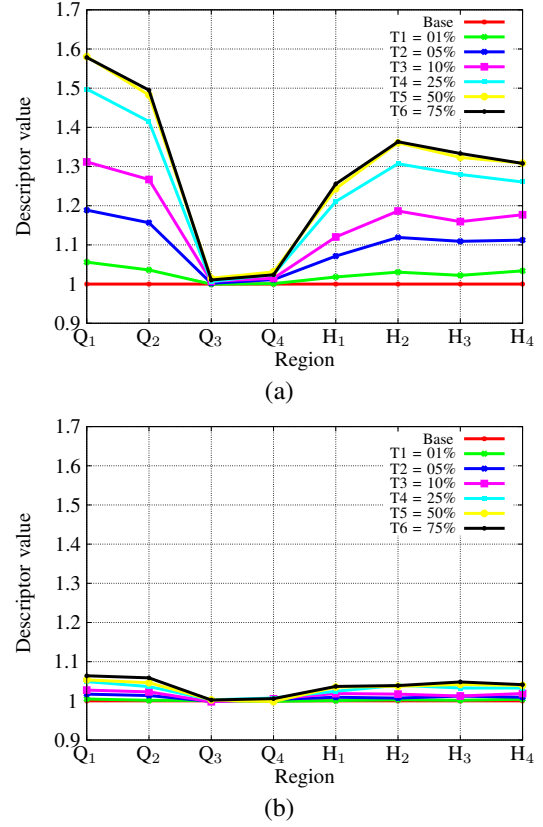 1.7
1.6
1.5
1.4
1.3
1.2
1.1
1
0.9
Descriptor value
Base
T1 = 01%
T2 = 05%
T3 = 10%
T4 = 25%
T5 = 50%
T6 = 75%
Q1 Q2 Q3 Q4 H1 H2 H3 H4
Region
(a)
1.7
1.6
1.5
1.4
1.3
1.2
1.1
1
0.9
Descriptor value
Base
T1 = 01%
T2 = 05%
T3 = 10%
T4 = 25%
T5 = 50%
T6 = 75%
Q1 Q2 Q3 Q4 H1 H2 H3 H4
Region
(b)